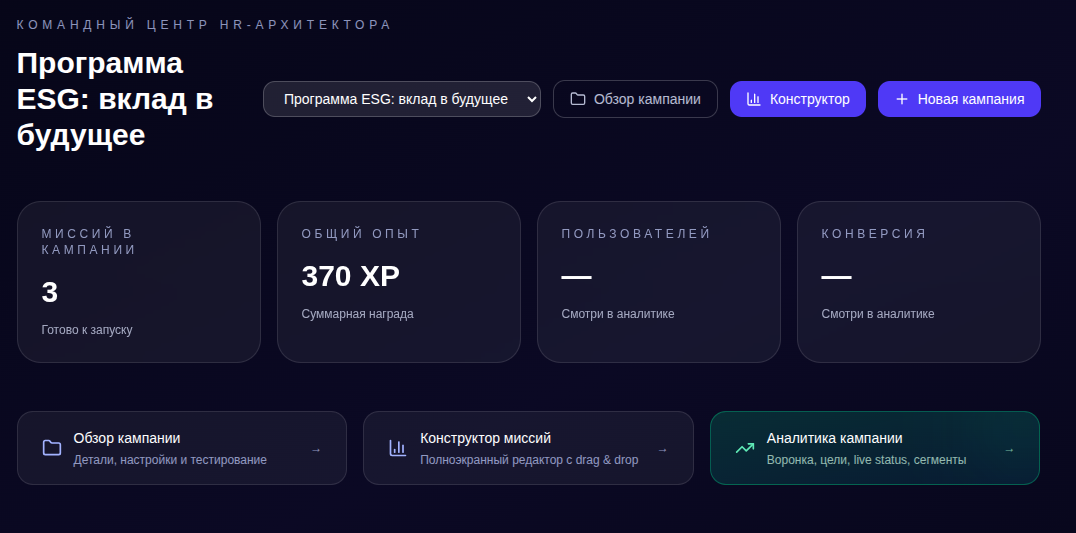 КОМАНДНЫЙ ЦЕНТР HR-АРХИТЕКТОРА
Программа
ESG: вклад в
будущее
Программа ESG: вклад в будущее
Обзор кампании
Конструктор
Новая кампания
МИССИЙ В
КАМПАНИИ
3
Готово к запуску
ОБЩИЙ ОПЫТ
370 XP
Суммарная награда
ПОЛЬЗОВАТЕЛЕЙ
—
Смотри в аналитике
КОНВЕРСИЯ
—
Смотри в аналитике
Обзор кампании
Детали, настройки и тестирование
→
Конструктор миссий
Полноэкранный редактор с drag & drop
→
Аналитика кампании
Воронка, цели, live status, сегменты
→